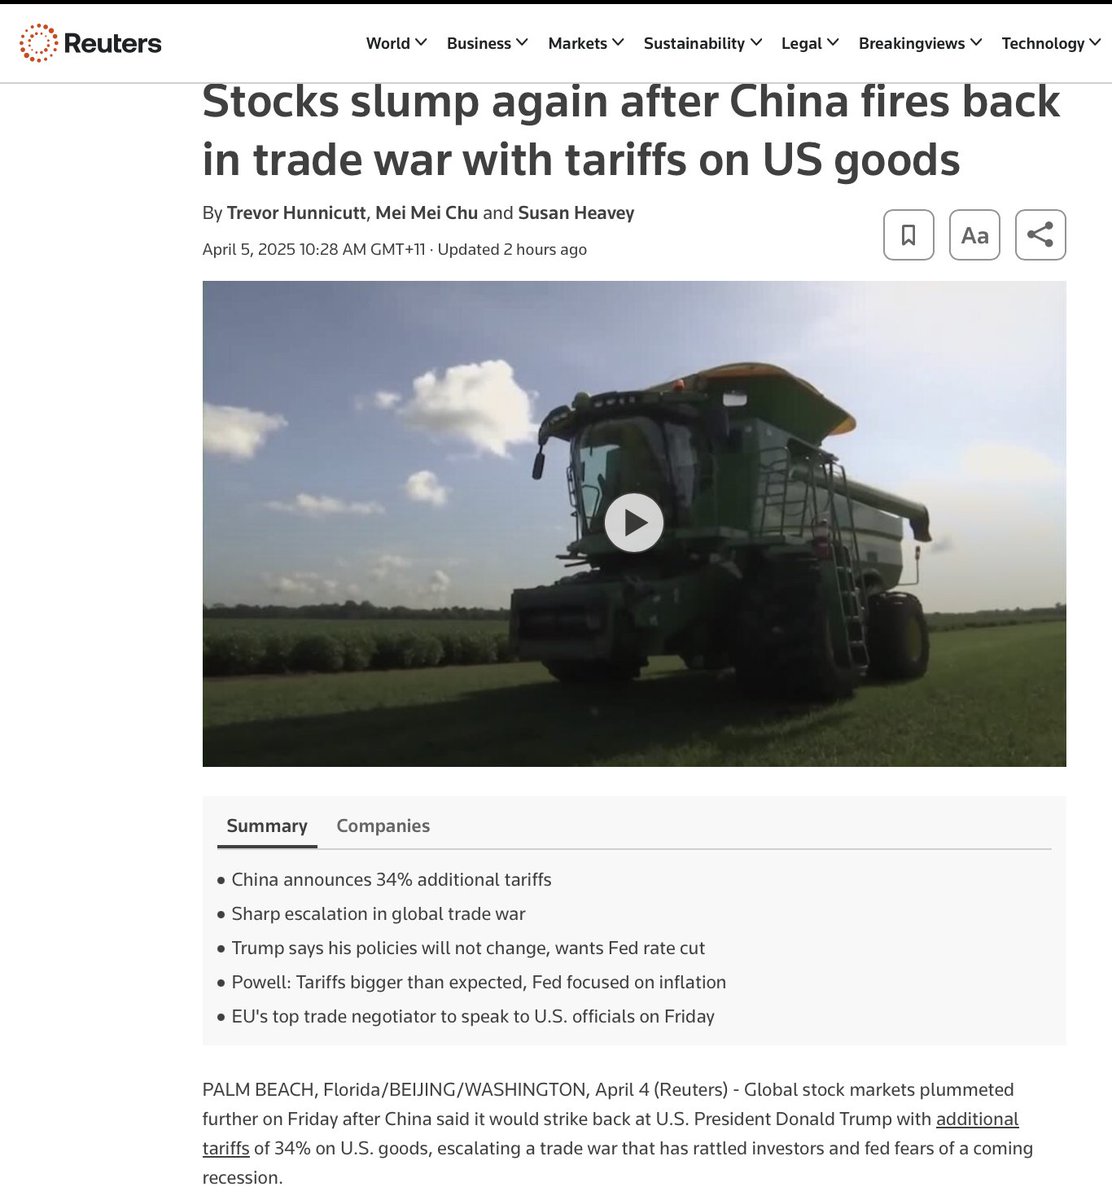 Reuters
World Business Markets Sustainability Legal Breakingviews Technology
Stocks slump again after China fires back
in trade war with tariffs on US goods
By Trevor Hunnicutt, Mei Mei Chu and Susan Heavey
April 5, 2025 10:28 AM GMT+11 · Updated 2 hours ago
Aa
Summary Companies
• China announces 34% additional tariffs
• Sharp escalation in global trade war
• Trump says his policies will not change, wants Fed rate cut
• Powell: Tariffs bigger than expected, Fed focused on inflation
• EU's top trade negotiator to speak to U.S. officials on Friday
PALM BEACH, Florida/BEIJING/WASHINGTON, April 4 (Reuters) - Global stock markets plummeted
further on Friday after China said it would strike back at U.S. President Donald Trump with additional
tariffs of 34% on U.S. goods, escalating a trade war that has rattled investors and fed fears of a coming
recession.